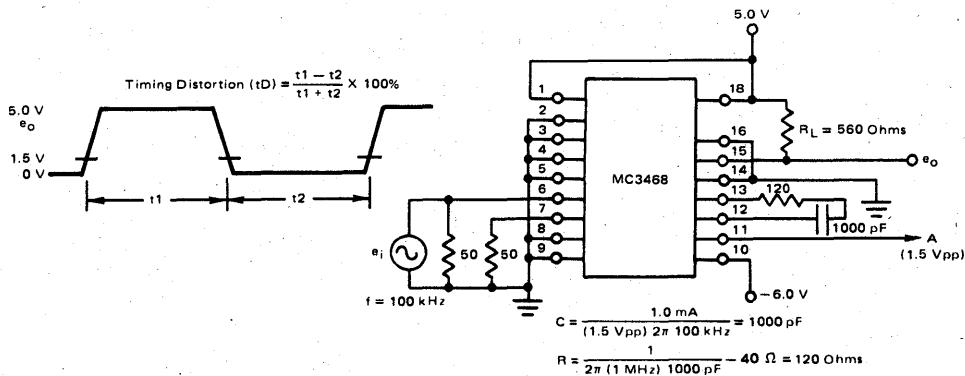 5.0 V
Timing Distortion (tD) = t1 − t2 / t1 + t2 × 100%
5.0 V
eo
1.5 V
0 V
t1
t2
1
2
3
4
5
6
7
8
9
MC3468
18
16
15
14
13
12
11
10
RL = 560 Ohms
eo
120
1000 pF
A
(1.5 Vpp)
ei
50
50
f = 100 kHz
−6.0 V
C = 1.0 mA / (1.5 Vpp) 2π 100 kHz = 1000 pF
R = 1 / 2π (1 MHz) 1000 pF − 40 Ω = 120 Ohms